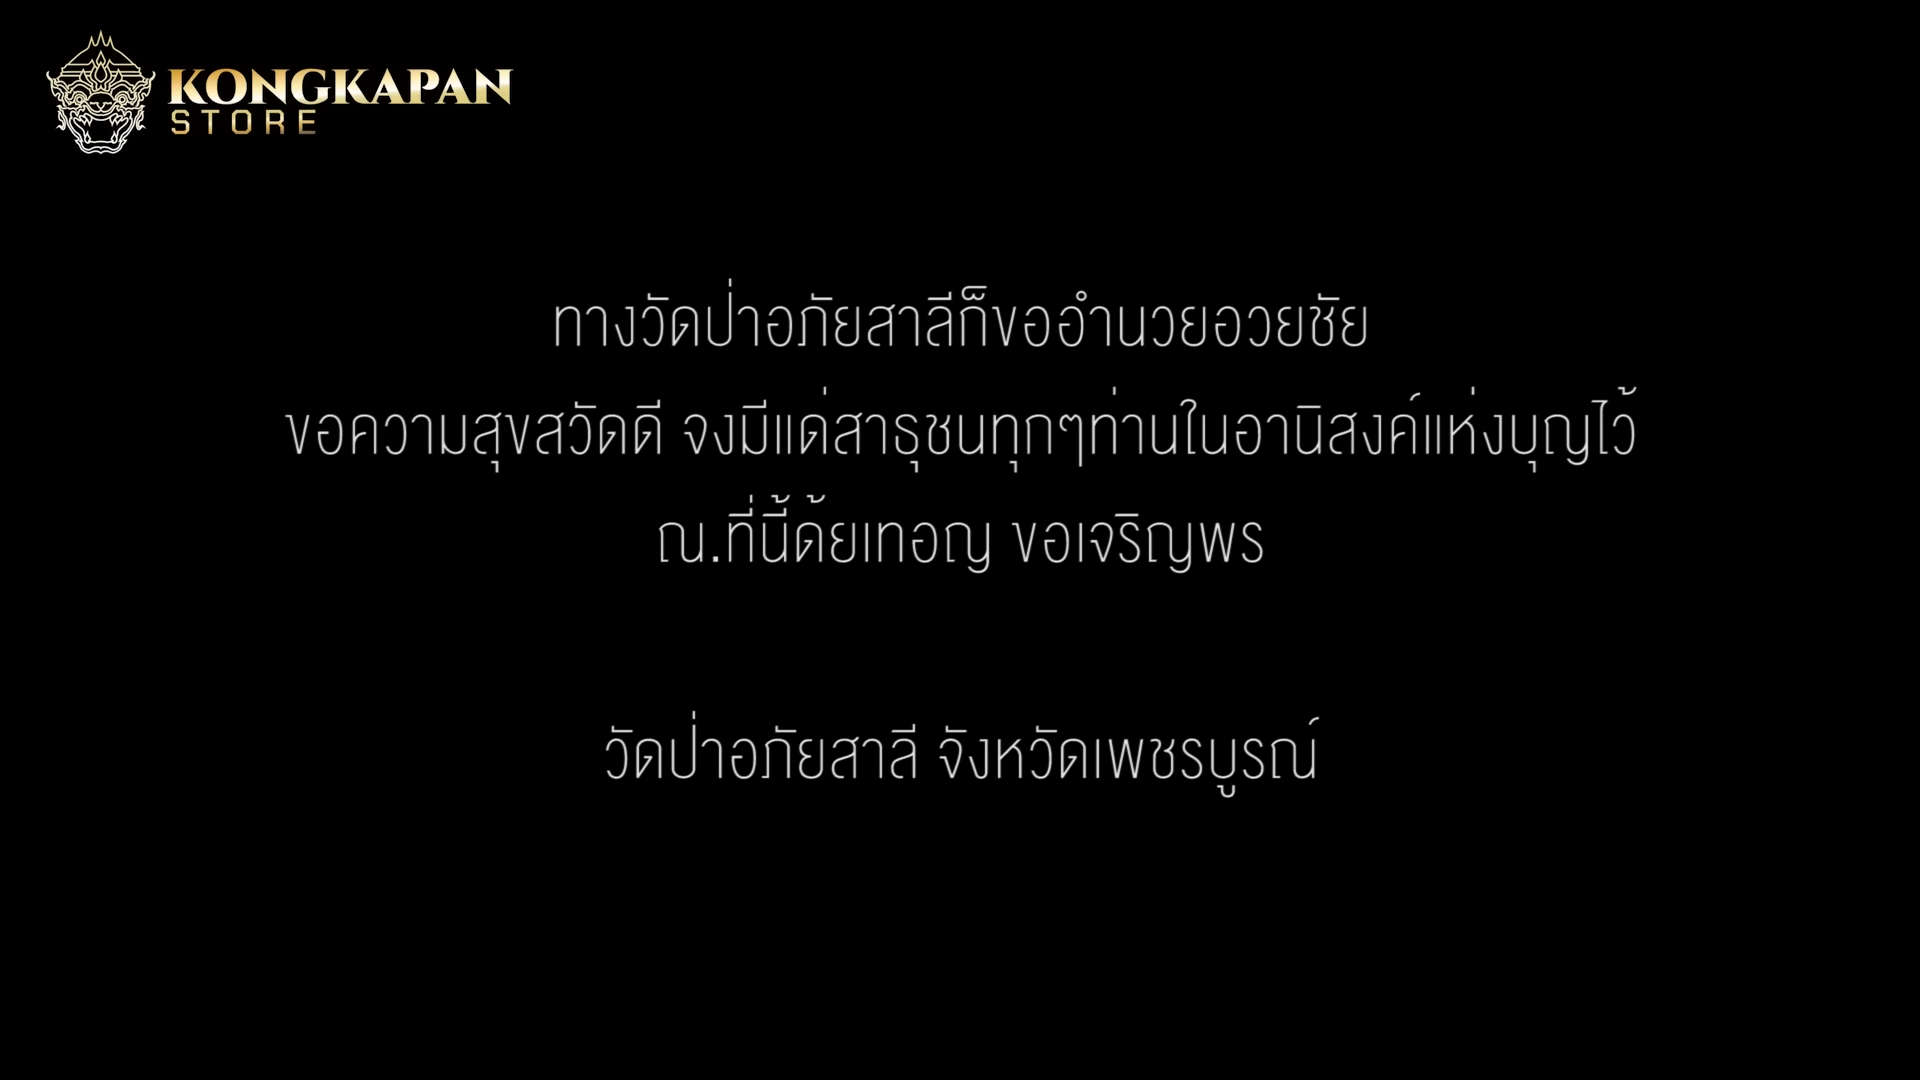 KONGKAPAN
STORE
ทางวัดป่าอภัยสาลีก็ขออำนวยอวยชัย
ขอความสุขสวัดดี จงมีแด่สาธุชนทุกๆท่านในอานิสงค์แห่งบุญไว้
ณ.ที่นี้ด้ยเทอญ ขอเจริญพร
วัดป่าอภัยสาลี จังหวัดเพชรบูรณ์